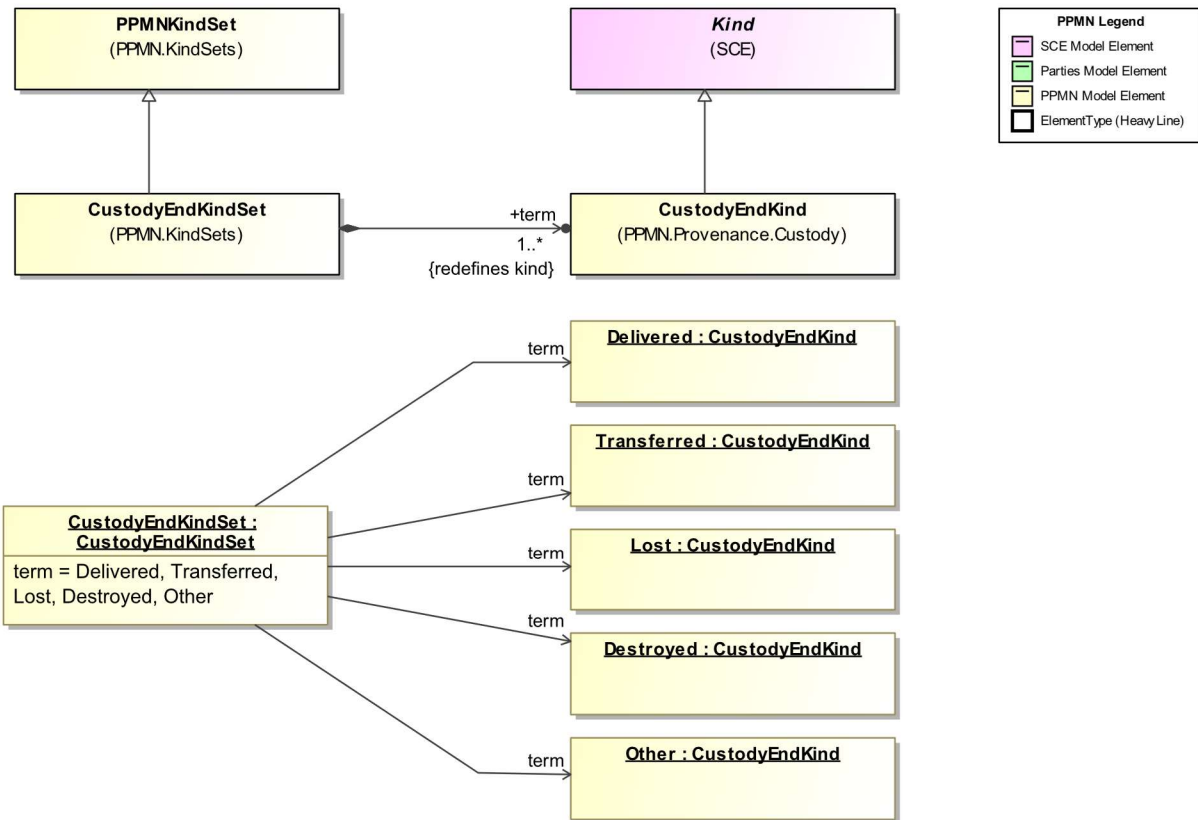 PPMNKindSet
(PPMN.KindSets)
Kind
(SCE)
PPMN Legend
SCE Model Element
Parties Model Element
PPMN Model Element
ElementType (Heavy Line)
CustodyEndKindSet
(PPMN.KindSets)
+term
1..*
{redefines kind}
CustodyEndKind
(PPMN.Provenance.Custody)
term
Delivered : CustodyEndKind
term
Transferred : CustodyEndKind
CustodyEndKindSet :
CustodyEndKindSet
term = Delivered, Transferred,
Lost, Destroyed, Other
term
Lost : CustodyEndKind
term
Destroyed : CustodyEndKind
term
Other : CustodyEndKind